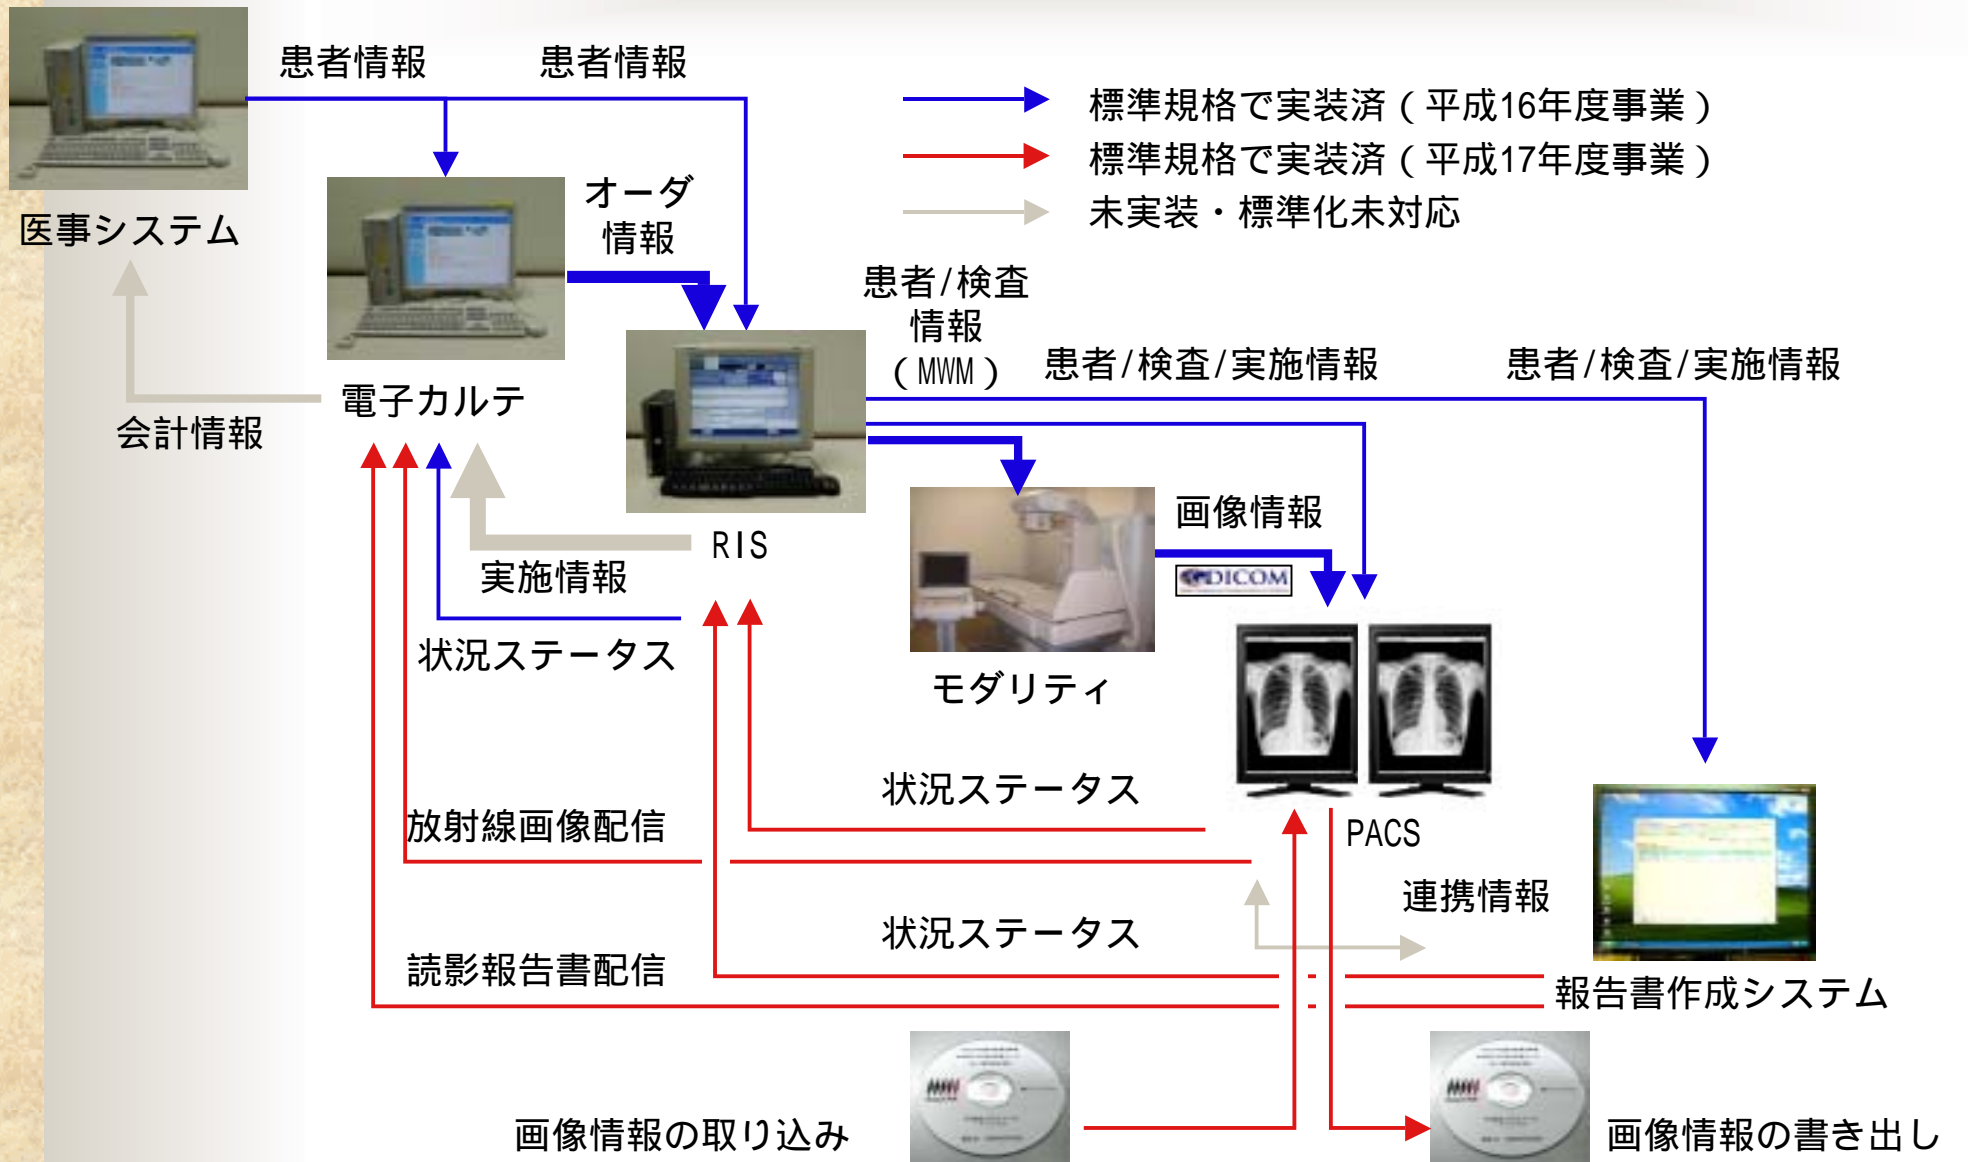 患者情報
患者情報
標準規格で実装済（平成16年度事業）
標準規格で実装済（平成17年度事業）
未実装・標準化未対応
医事システム
オーダ
情報
患者/検査
情報
（MWM）
患者/検査/実施情報
患者/検査/実施情報
電子カルテ
会計情報
画像情報
RIS
DICOM
実施情報
状況ステータス
モダリティ
状況ステータス
放射線画像配信
PACS
連携情報
状況ステータス
読影報告書配信
報告書作成システム
画像情報の取り込み
画像情報の書き出し